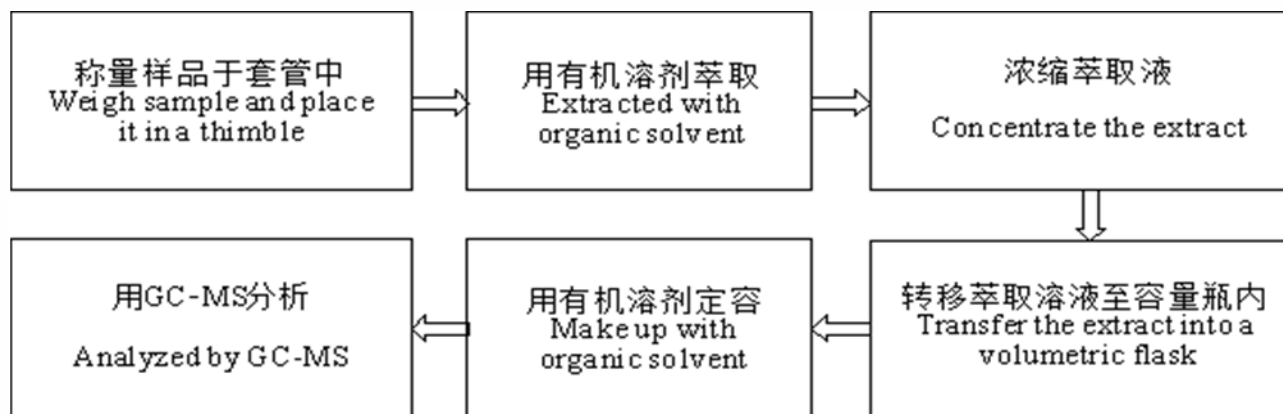 称量样品于套管中
Weigh sample and place
it in a thimble
用有机溶剂萃取
Extracted with
organic solvent
浓缩萃取液
Concentrate the extract
转移萃取溶液至容量瓶内
Transfer the extract into a
volumetric flask
用有机溶剂定容
Make up with
organic solvent
用GC-MS分析
Analyzed by GC-MS